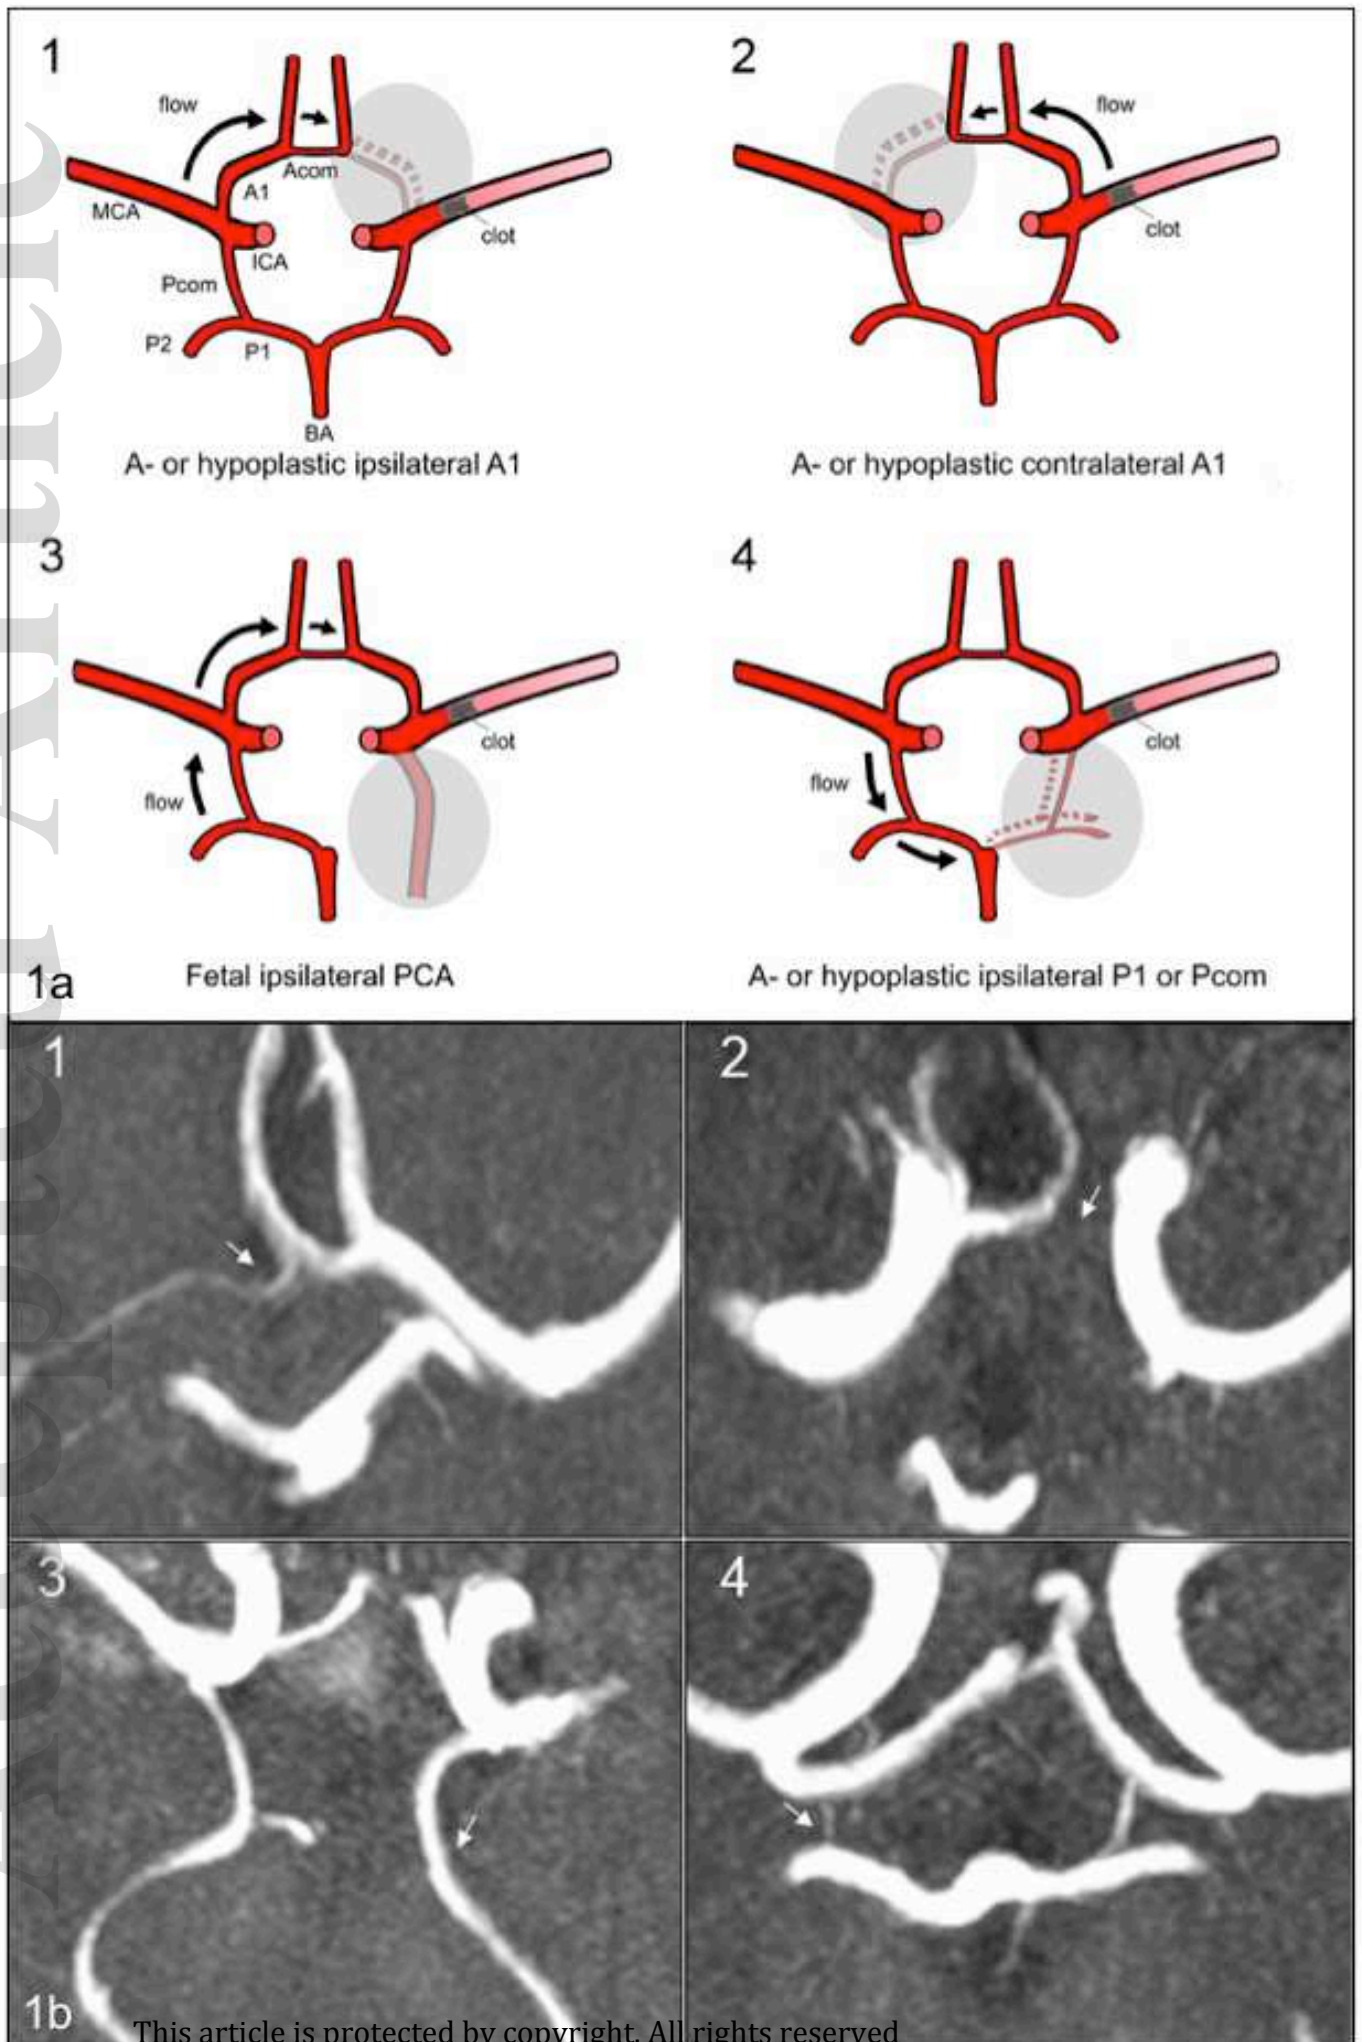 1
flow
Acom
A1
MCA
clot
ICA
Pcom
P2
P1
BA
A- or hypoplastic ipsilateral A1
2
flow
clot
A- or hypoplastic contralateral A1
3
flow
clot
Fetal ipsilateral PCA
4
flow
clot
A- or hypoplastic ipsilateral P1 or Pcom
1a
1
2
3
4
1b
This article is protected by copyright. All rights reserved
Accepted Article